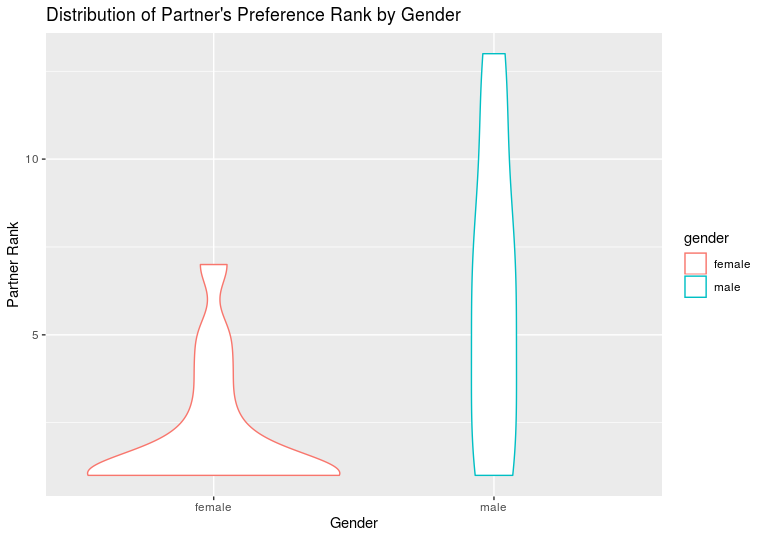 Distribution of Partner's Preference Rank by Gender
Partner Rank
10
5
female
male
Gender
gender
female
male